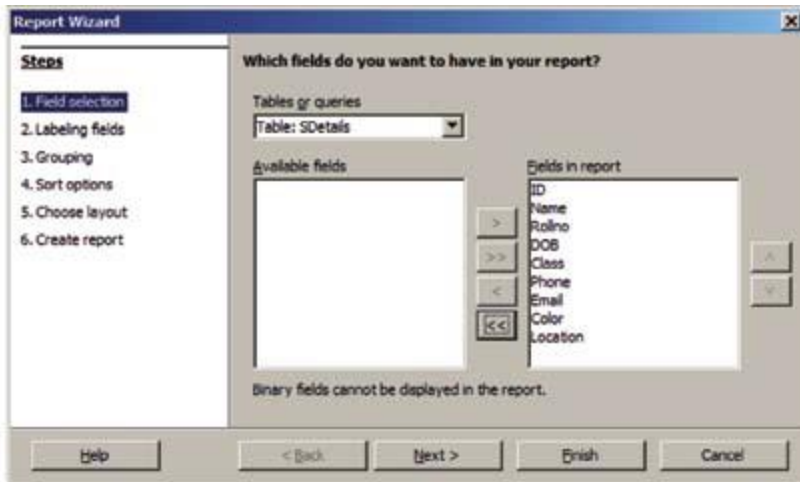 Report Wizard
Steps
1. Field selection
2. Labeling fields
3. Grouping
4. Sort options
5. Choose layout
6. Create report
Which fields do you want to have in your report?
Tables or queries
Table: SDetails
Available fields
>
>>
<
<<
Fields in report
ID
Name
Rollno
DOB
Class
Phone
Email
Color
Location
^
v
Binary fields cannot be displayed in the report.
Help
< Back
Next >
Finish
Cancel